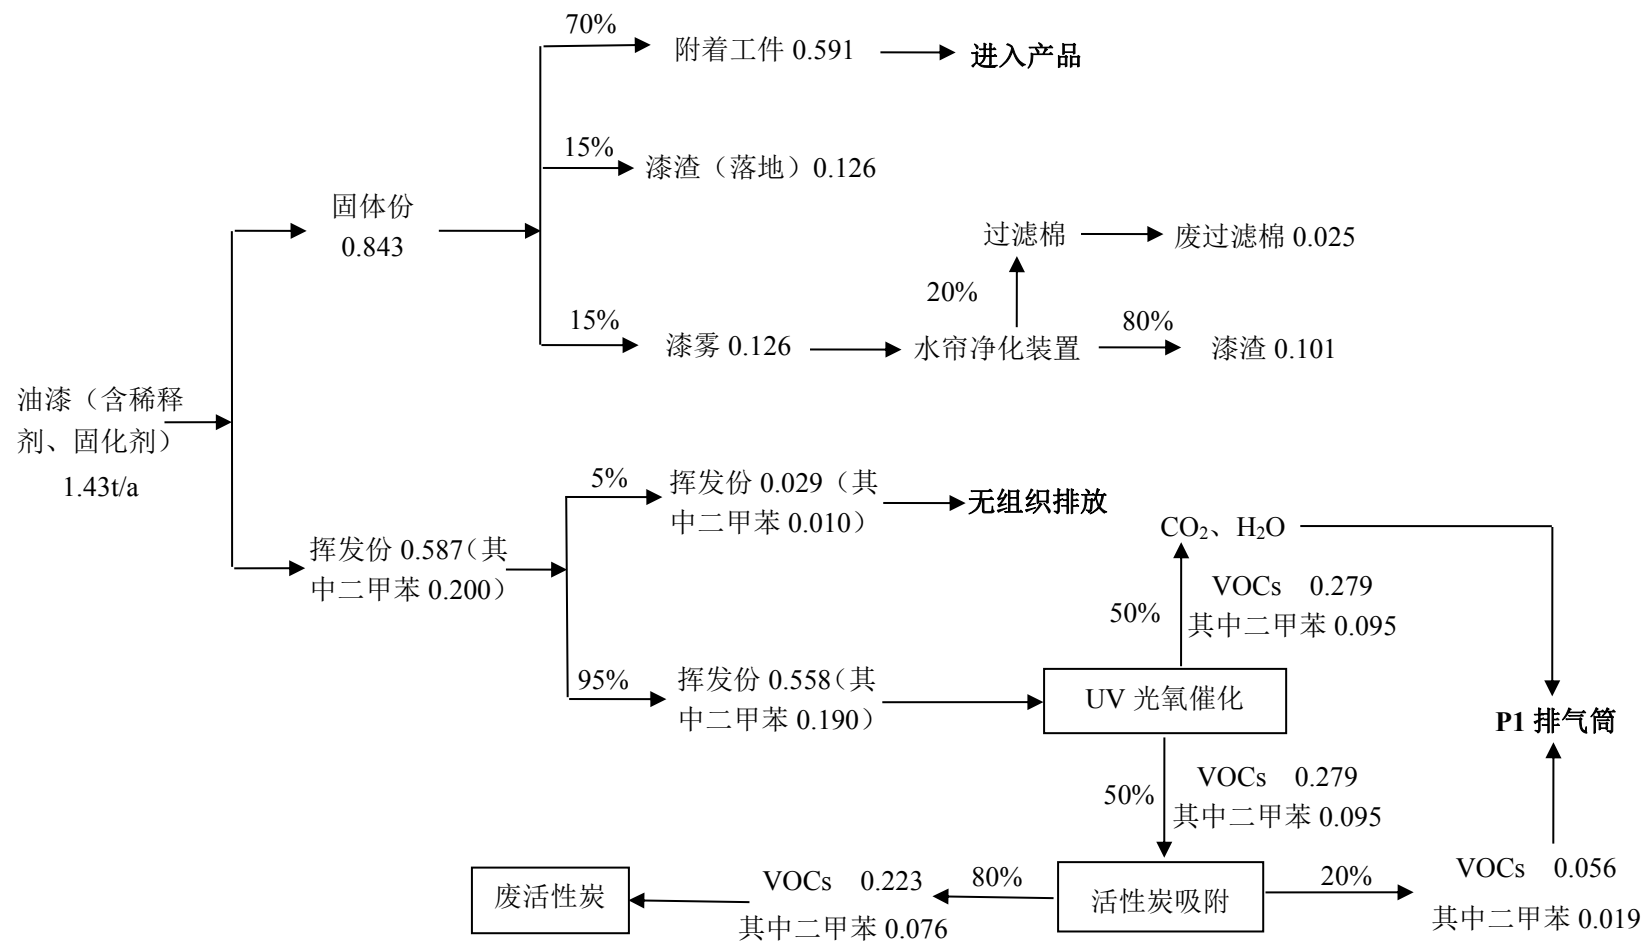 70%
附着工件 0.591
进入产品
15%
漆渣（落地）0.126
固体份
0.843
过滤棉
废过滤棉 0.025
20%
15%
漆雾 0.126
水帘净化装置
80%
漆渣 0.101
油漆（含稀释
剂、固化剂）
1.43t/a
5%
挥发份 0.029（其
中二甲苯 0.010）
无组织排放
挥发份 0.587（其
中二甲苯 0.200）
CO₂、H₂O
50%
VOCs 0.279
其中二甲苯 0.095
95%
挥发份 0.558（其
中二甲苯 0.190）
UV 光氧催化
P1 排气筒
50%
VOCs 0.279
其中二甲苯 0.095
废活性炭
VOCs 0.223
其中二甲苯 0.076
80%
活性炭吸附
20%
VOCs 0.056
其中二甲苯 0.019